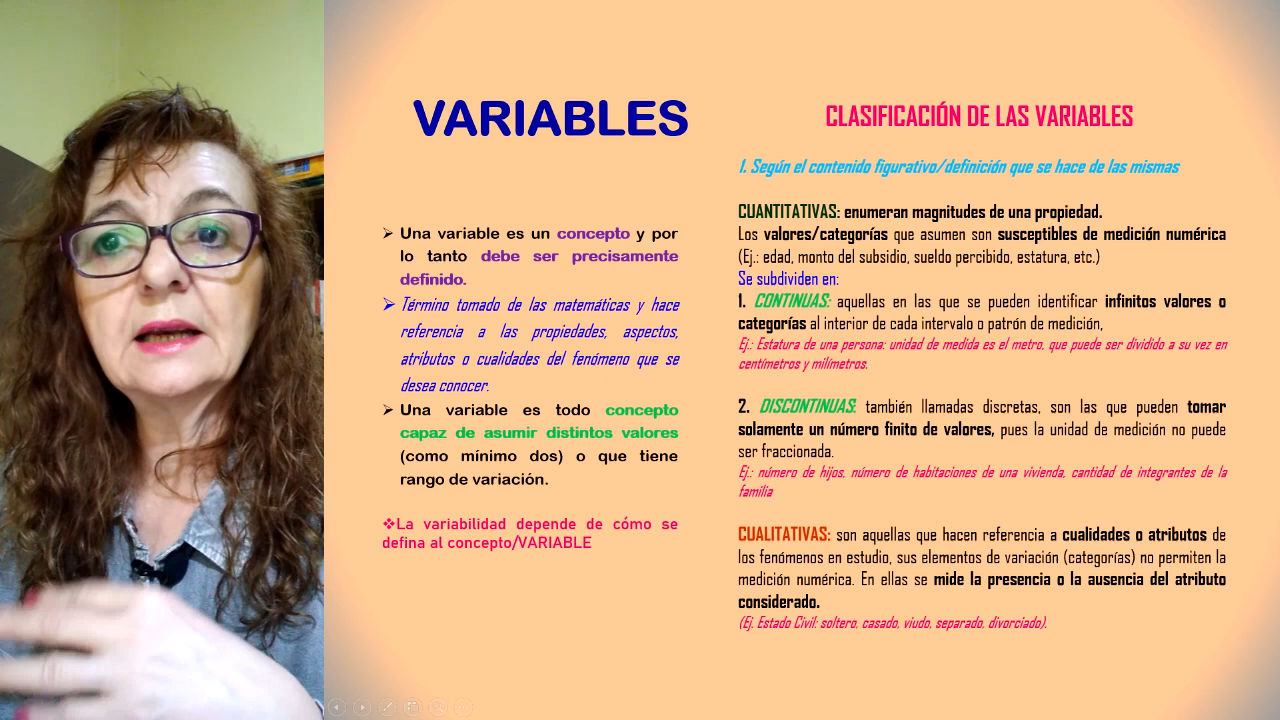 VARIABLES
➢ Una variable es un concepto y por
lo tanto debe ser precisamente
definido.
➢ Término tomado de las matemáticas y hace
referencia a las propiedades, aspectos,
atributos o cualidades del fenómeno que se
desea conocer.
➢ Una variable es todo concepto
capaz de asumir distintos valores
(como mínimo dos) o que tiene
rango de variación.
❖La variabilidad depende de cómo se
defina al concepto/VARIABLE
CLASIFICACIÓN DE LAS VARIABLES
1. Según el contenido figurativo/definición que se hace de las mismas
CUANTITATIVAS: enumeran magnitudes de una propiedad.
Los valores/categorías que asumen son susceptibles de medición numérica
(Ej.: edad, monto del subsidio, sueldo percibido, estatura, etc.)
Se subdividen en:
1. CONTINUAS: aquellas en las que se pueden identificar infinitos valores o
categorías al interior de cada intervalo o patrón de medición,
Ej.: Estatura de una persona: unidad de medida es el metro, que puede ser dividido a su vez en
centímetros y milímetros.
2. DISCONTINUAS: también llamadas discretas, son las que pueden tomar
solamente un número finito de valores, pues la unidad de medición no puede
ser fraccionada.
Ej.: número de hijos, número de habitaciones de una vivienda, cantidad de integrantes de la
familia
CUALITATIVAS: son aquellas que hacen referencia a cualidades o atributos de
los fenómenos en estudio, sus elementos de variación (categorías) no permiten la
medición numérica. En ellas se mide la presencia o la ausencia del atributo
considerado.
(Ej. Estado Civil: soltero, casado, viudo, separado, divorciado).